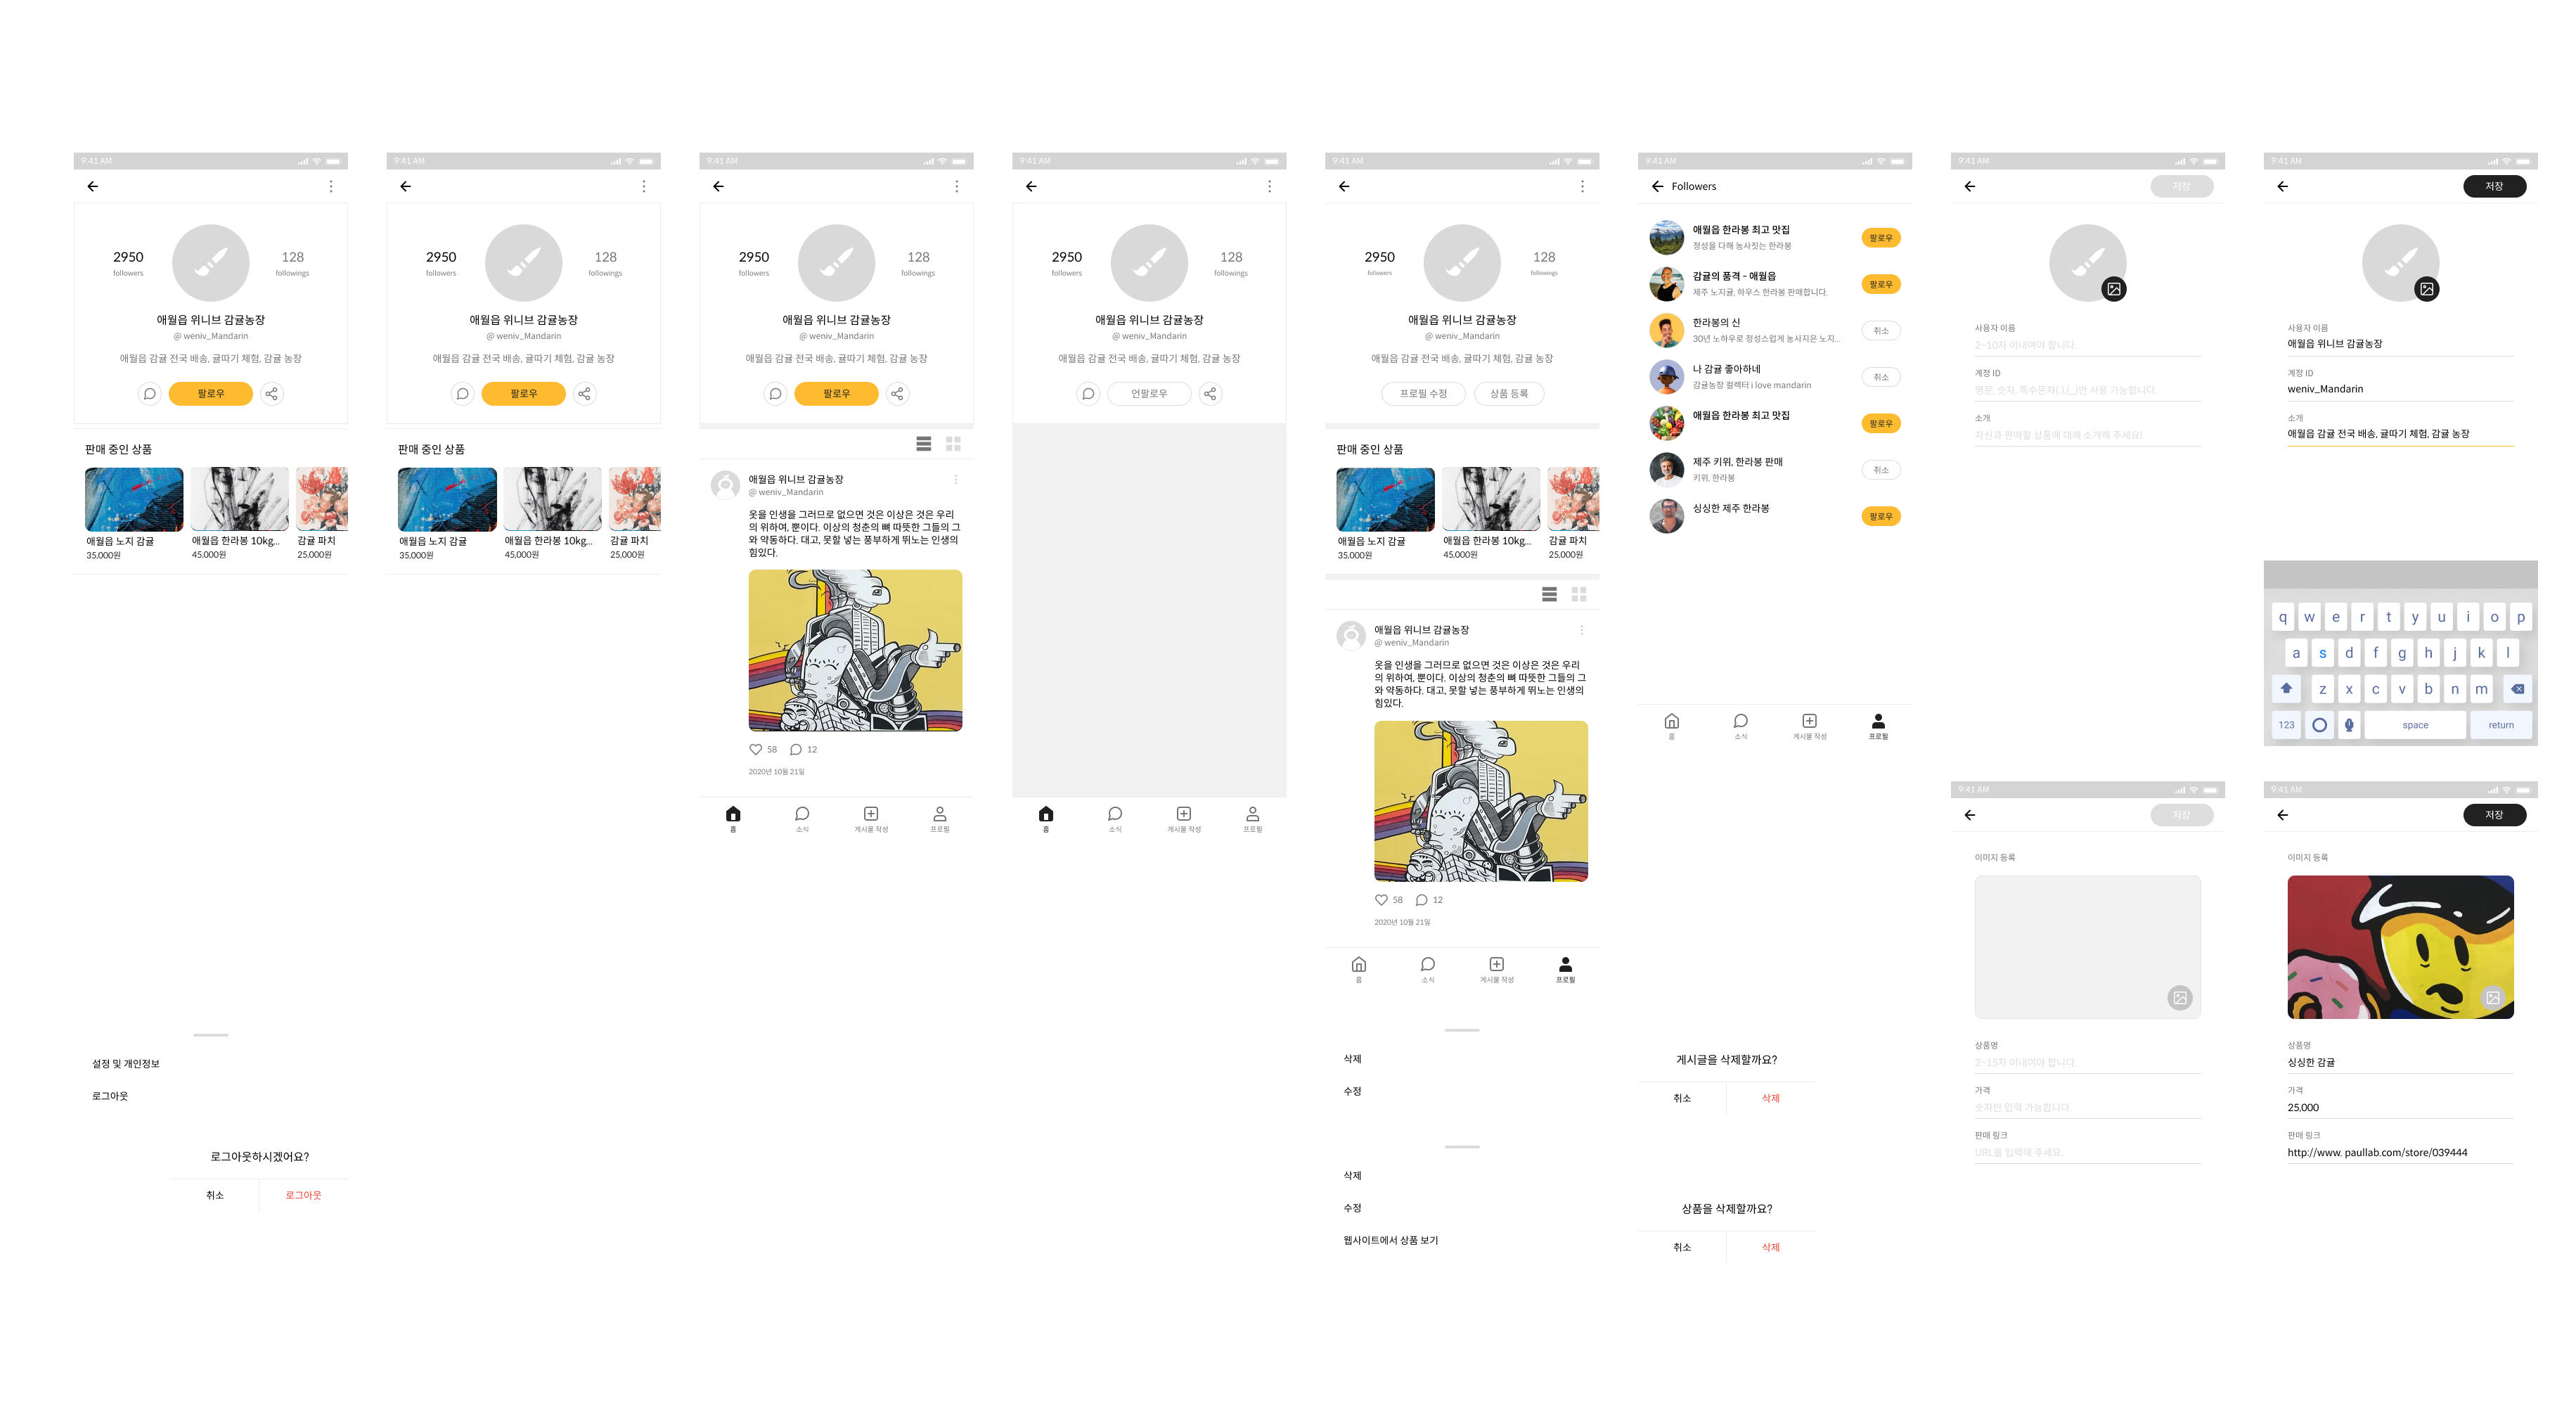 9:41 AM
2950
followers
128
followings
애월읍 위니브 감귤농장
@ weniv_Mandarin
애월읍 감귤 전국 배송, 귤따기 체험, 감귤 농장
팔로우
판매 중인 상품
애월읍 노지 감귤
35,000원
애월읍 한라봉 10kg...
45,000원
감귤 파치
25,000원
설정 및 개인정보
로그아웃
로그아웃하시겠어요?
취소
로그아웃
9:41 AM
2950
followers
128
followings
애월읍 위니브 감귤농장
@ weniv_Mandarin
애월읍 감귤 전국 배송, 귤따기 체험, 감귤 농장
팔로우
판매 중인 상품
애월읍 노지 감귤
35,000원
애월읍 한라봉 10kg...
45,000원
감귤 파치
25,000원
9:41 AM
2950
followers
128
followings
애월읍 위니브 감귤농장
@ weniv_Mandarin
애월읍 감귤 전국 배송, 귤따기 체험, 감귤 농장
팔로우
애월읍 위니브 감귤농장
@ weniv_Mandarin
옷을 인생을 그러므로 없으면 것은 이상은 것은 우리
의 위하여, 뿐이다. 이상의 청춘의 뼈 따뜻한 그들의 그
와 약동하다. 대고, 못할 넣는 풍부하게 뛰노는 인생의
힘있다.
58
12
2020년 10월 21일
홈
소식
게시물 작성
프로필
9:41 AM
2950
followers
128
followings
애월읍 위니브 감귤농장
@ weniv_Mandarin
애월읍 감귤 전국 배송, 귤따기 체험, 감귤 농장
언팔로우
홈
소식
게시물 작성
프로필
9:41 AM
2950
followers
128
followings
애월읍 위니브 감귤농장
@ weniv_Mandarin
애월읍 감귤 전국 배송, 귤따기 체험, 감귤 농장
프로필 수정
상품 등록
판매 중인 상품
애월읍 노지 감귤
35,000원
애월읍 한라봉 10kg...
45,000원
감귤 파치
25,000원
애월읍 위니브 감귤농장
@ weniv_Mandarin
옷을 인생을 그러므로 없으면 것은 이상은 것은 우리
의 위하여, 뿐이다. 이상의 청춘의 뼈 따뜻한 그들의 그
와 약동하다. 대고, 못할 넣는 풍부하게 뛰노는 인생의
힘있다.
58
12
2020년 10월 21일
홈
소식
게시물 작성
프로필
삭제
수정
삭제
수정
웹사이트에서 상품 보기
9:41 AM
Followers
애월읍 한라봉 최고 맛집
정성을 다해 농사짓는 한라봉
팔로우
감귤의 품격 - 애월읍
제주 노지귤, 하우스 한라봉 판매합니다.
팔로우
한라봉의 신
30년 노하우로 정성스럽게 농사지은 노지...
취소
나 감귤 좋아하네
감귤농장 컬렉터 i love mandarin
취소
애월읍 한라봉 최고 맛집
팔로우
제주 키위, 한라봉 판매
키위, 한라봉
취소
싱싱한 제주 한라봉
팔로우
홈
소식
게시물 작성
프로필
게시글을 삭제할까요?
취소
삭제
상품을 삭제할까요?
취소
삭제
9:41 AM
저장
사용자 이름
2~10자 이내여야 합니다.
계정 ID
영문, 숫자, 특수문자(.),(_)만 사용 가능합니다.
소개
자신과 판매할 상품에 대해 소개해 주세요!
9:41 AM
저장
이미지 등록
상품명
2~15자 이내여야 합니다.
가격
숫자만 입력 가능합니다.
판매 링크
URL을 입력해 주세요.
9:41 AM
저장
사용자 이름
애월읍 위니브 감귤농장
계정 ID
weniv_Mandarin
소개
애월읍 감귤 전국 배송, 귤따기 체험, 감귤 농장
q w e r t y u i o p
a s d f g h j k l
z x c v b n m
123 space return
9:41 AM
저장
이미지 등록
상품명
싱싱한 감귤
가격
25,000
판매 링크
http://www. paullab.com/store/039444